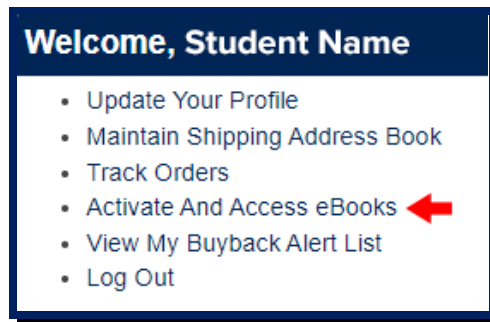 Welcome, Student Name
Update Your Profile
Maintain Shipping Address Book
Track Orders
Activate And Access eBooks
View My Buyback Alert List
Log Out